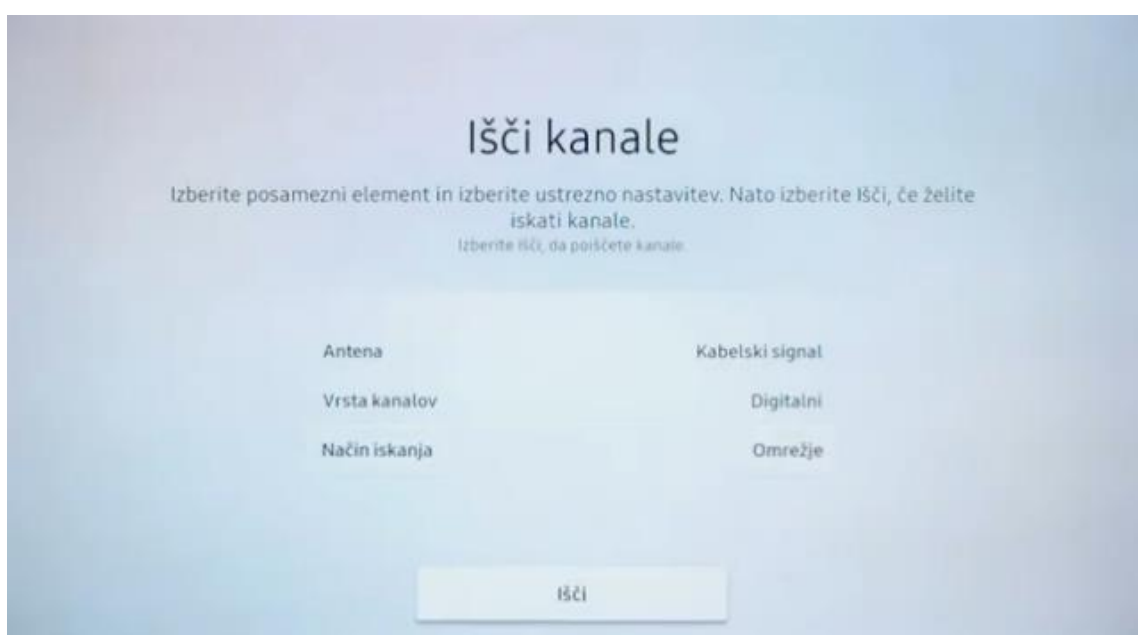 Išči kanale
Izberite posamezni element in izberite ustrezno nastavitev. Nato izberite Išči, če želite
iskati kanale.
Izberite Išči, da poiščete kanale.
Antena Kabelski signal
Vrsta kanalov Digitalni
Način iskanja Omrežje
Išči